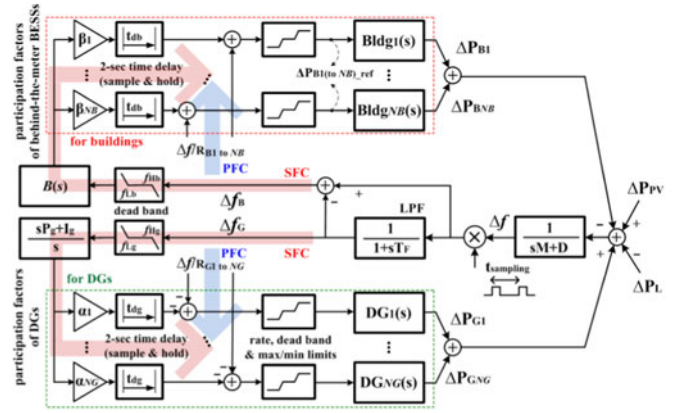 participation factors
of behind-the-meter BESSs
β1
tdb
2-sec time delay
(sample & hold)
Bldg1(s)
ΔPB1
ΔPB1(to NB)_ref
βNB
tdb
BldgNB(s)
ΔPBNB
for buildings
Δf/RB1 to NB
PFC
SFC
B(s)
fHb
fLb
dead band
ΔfB
ΔfG
+
−
LPF
1
1+sTF
Δf
1
sM+D
tsampling
ΔPPV
−
+
+
−
ΔPL
sPg+Ig
s
fHg
fLg
PFC
SFC
for DGs
Δf/RG1 to NG
participation factors
of DGs
α1
tdg
2-sec time delay
(sample & hold)
rate, dead band
& max/min limits
DG1(s)
ΔPG1
αNG
tdg
DGNG(s)
ΔPGNG